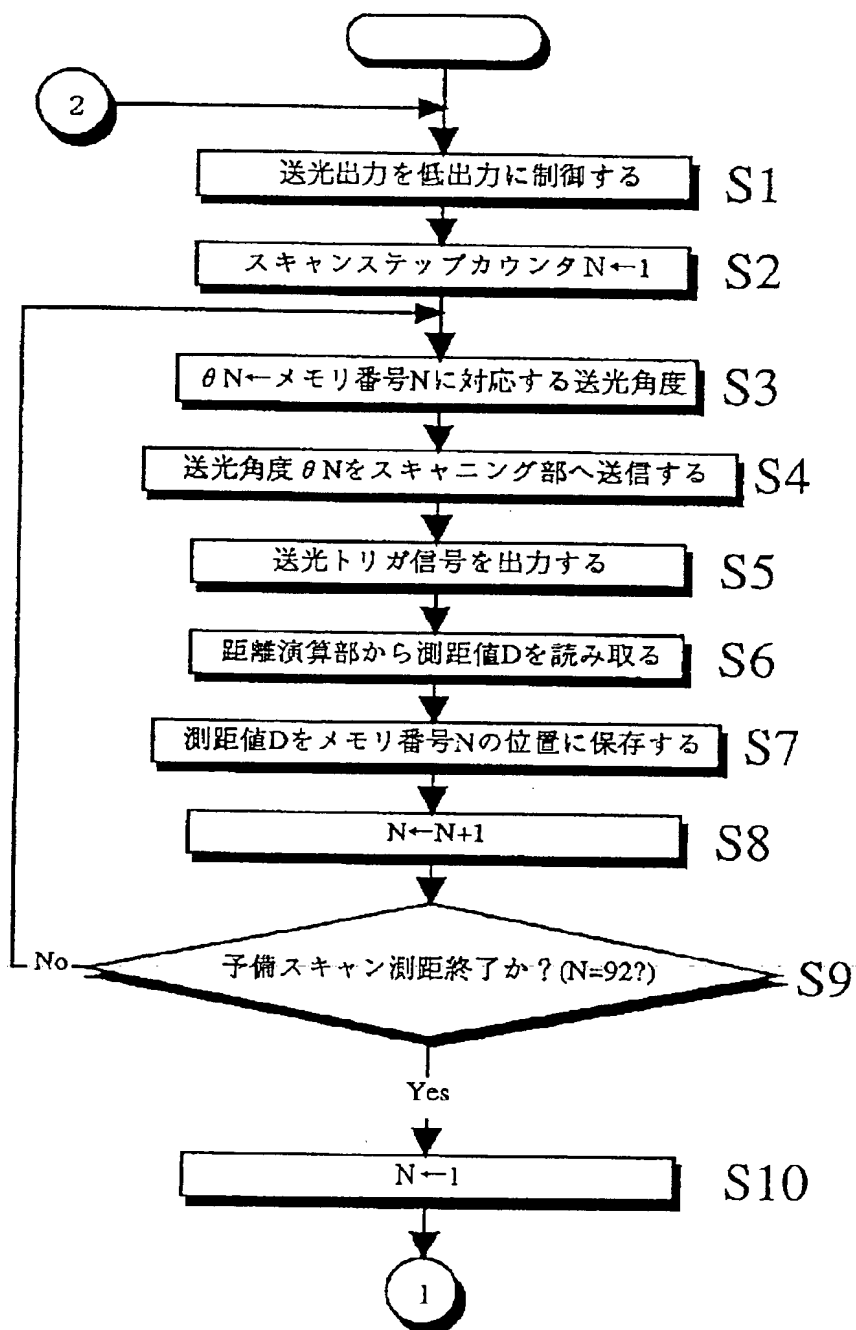 2
送光出力を低出力に制御する S1
スキャンステップカウンタN←1 S2
θN←メモリ番号Nに対応する送光角度 S3
送光角度θNをスキャニング部へ送信する S4
送光トリガ信号を出力する S5
距離演算部から測距値Dを読み取る S6
測距値Dをメモリ番号Nの位置に保存する S7
N←N+1 S8
No 予備スキャン測距終了か?(N=92?) S9
Yes
N←1 S10
1